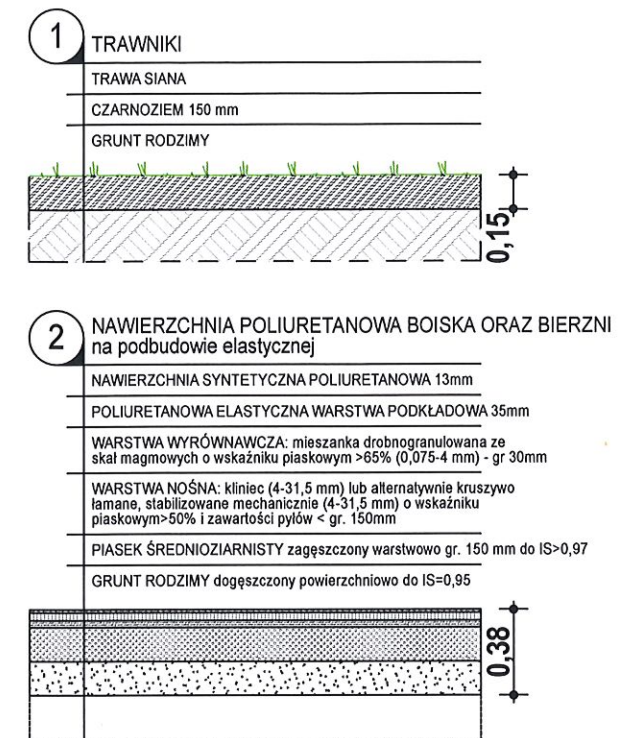 1
TRAWNIKI
TRAWA SIANA
CZARNOZIEM 150 mm
GRUNT RODZIMY
0,15
2
NAWIERZCHNIA POLIURETANOWA BOISKA ORAZ BIERZNI
na podbudowie elastycznej
NAWIERZCHNIA SYNTETYCZNA POLIURETANOWA 13mm
POLIURETANOWA ELASTYCZNA WARSTWA PODKŁADOWA 35mm
WARSTWA WYRÓWNAWCZA: mieszanka drobnogranulowana ze
skał magmowych o wskaźniku piaskowym >65% (0,075-4 mm) - gr 30mm
WARSTWA NOŚNA: kliniec (4-31,5 mm) lub alternatywnie kruszywo
łamane, stabilizowane mechanicznie (4-31,5 mm) o wskaźniku
piaskowym>50% i zawartości pyłów < gr. 150mm
PIASEK ŚREDNIOZIARNISTY zagęszczony warstwowo gr. 150 mm do IS>0,97
GRUNT RODZIMY dogęszczony powierzchniowo do IS=0,95
0,38